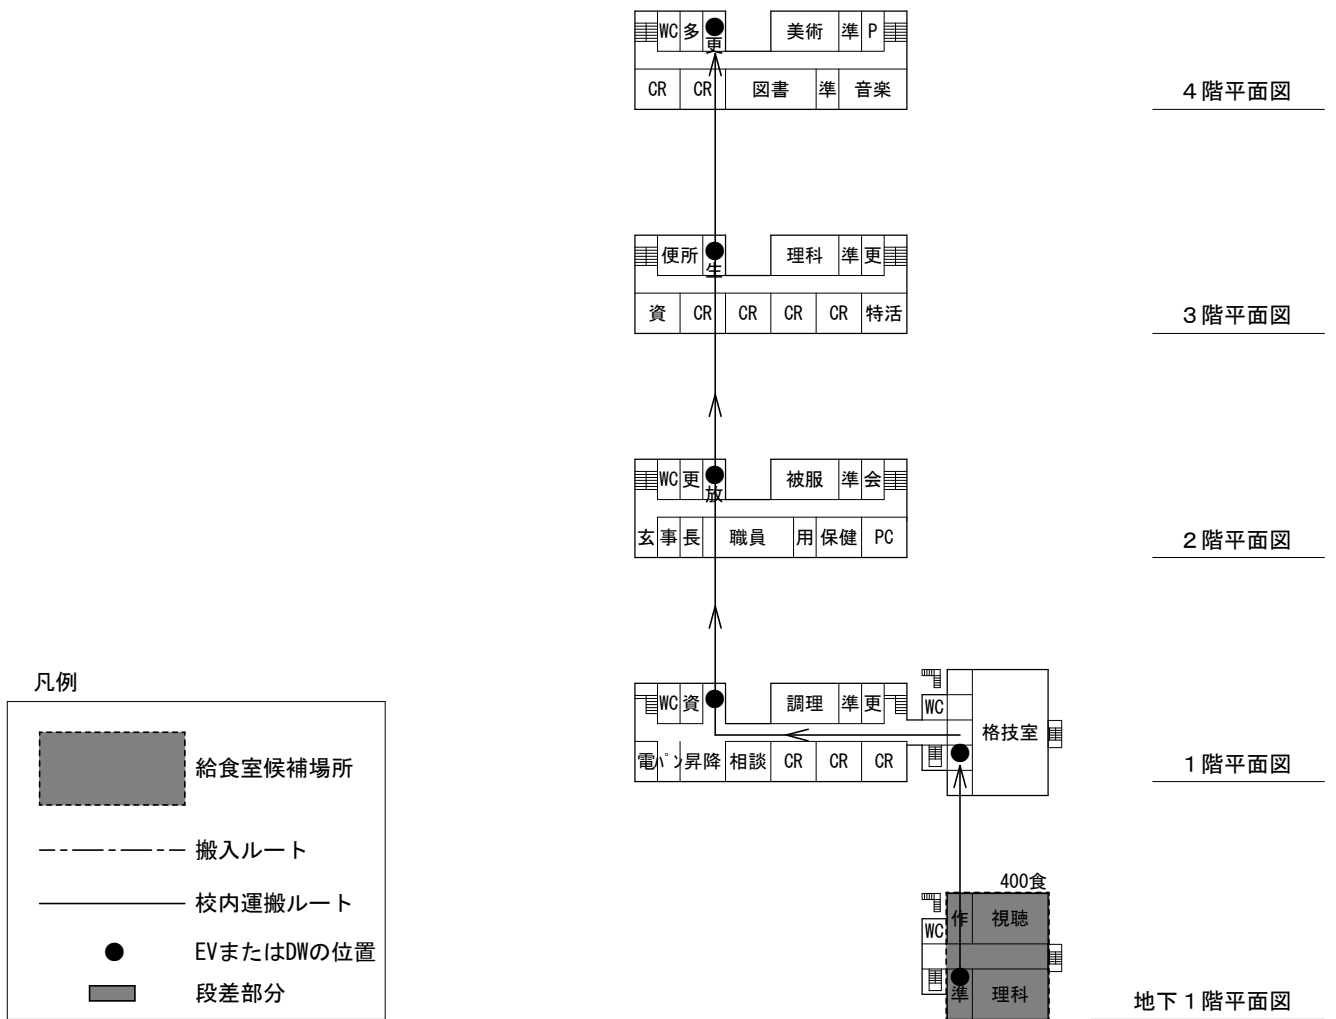 WC 多 更 美術 準 P
CR CR 図書 準 音楽
４階平面図
便所 生 理科 準 更
資 CR CR CR CR 特活
３階平面図
WC 更 放 被服 準 会
玄 事 長 職員 用 保健 PC
２階平面図
WC 資 調理 準 更
WC 格技室
電 パン 昇降 相談 CR CR CR
１階平面図
400食
作 視聴
WC
準 理科
地下１階平面図
凡例
給食室候補場所
搬入ルート
校内運搬ルート
EVまたはDWの位置
段差部分